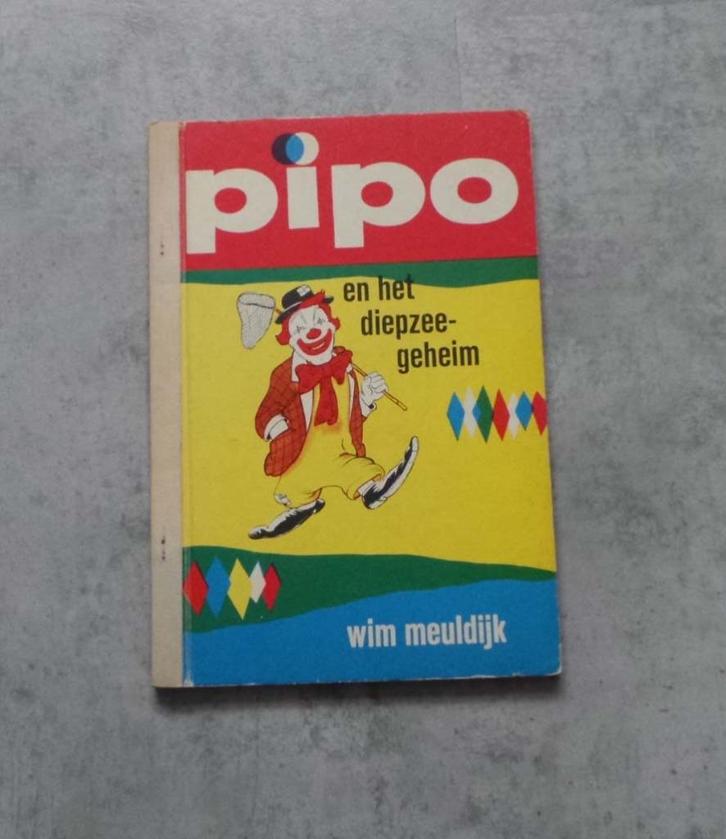 pipo
en het
diepzee-
geheim
wim meuldijk